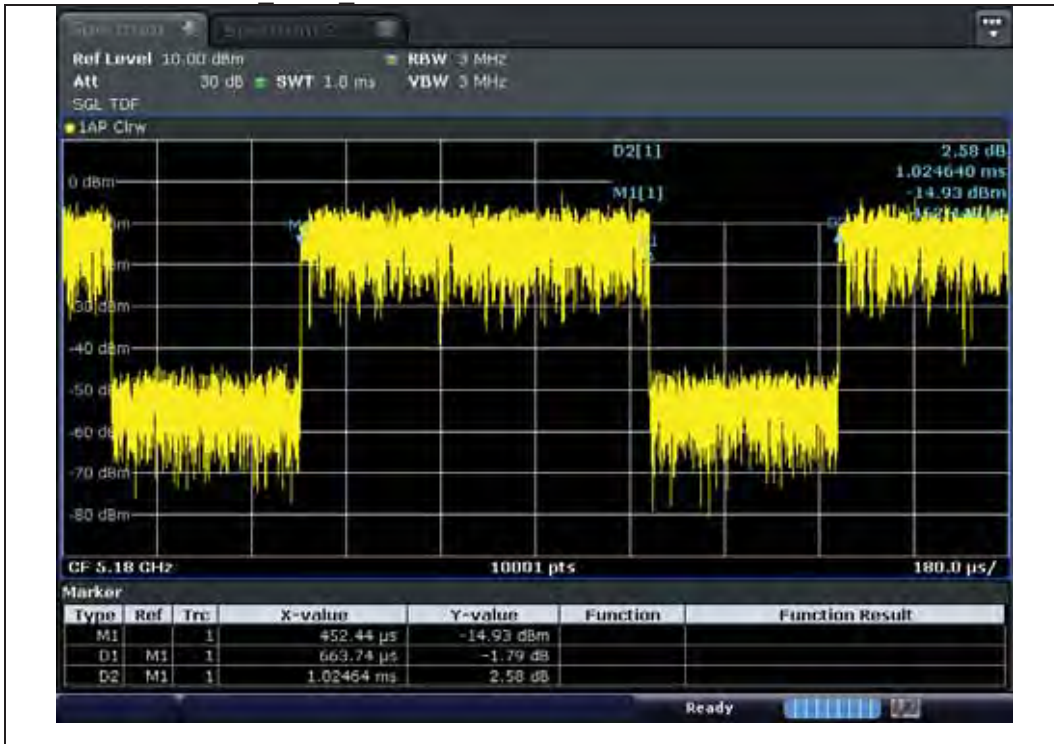 Spectrum
Spectrum 2
Ref Level 10.00 dBm RBW 3 MHz
Att 30 dB SWT 1.8 ms VBW 3 MHz
SGL TDF
1AP Clrw
D2[1] 2.58 dB
1.024640 ms
M1[1] -14.93 dBm
0 dBm
-40 dBm
-60 dB
-70 dBm
-80 dBm
CF 5.18 GHz 10001 pts 180.0 µs/
Marker
Type Ref Trc X-value Y-value Function Function Result
M1 1 452.44 µs -14.93 dBm
D1 M1 1 663.74 µs -1.79 dB
D2 M1 1 1.02464 ms 2.58 dB
Ready